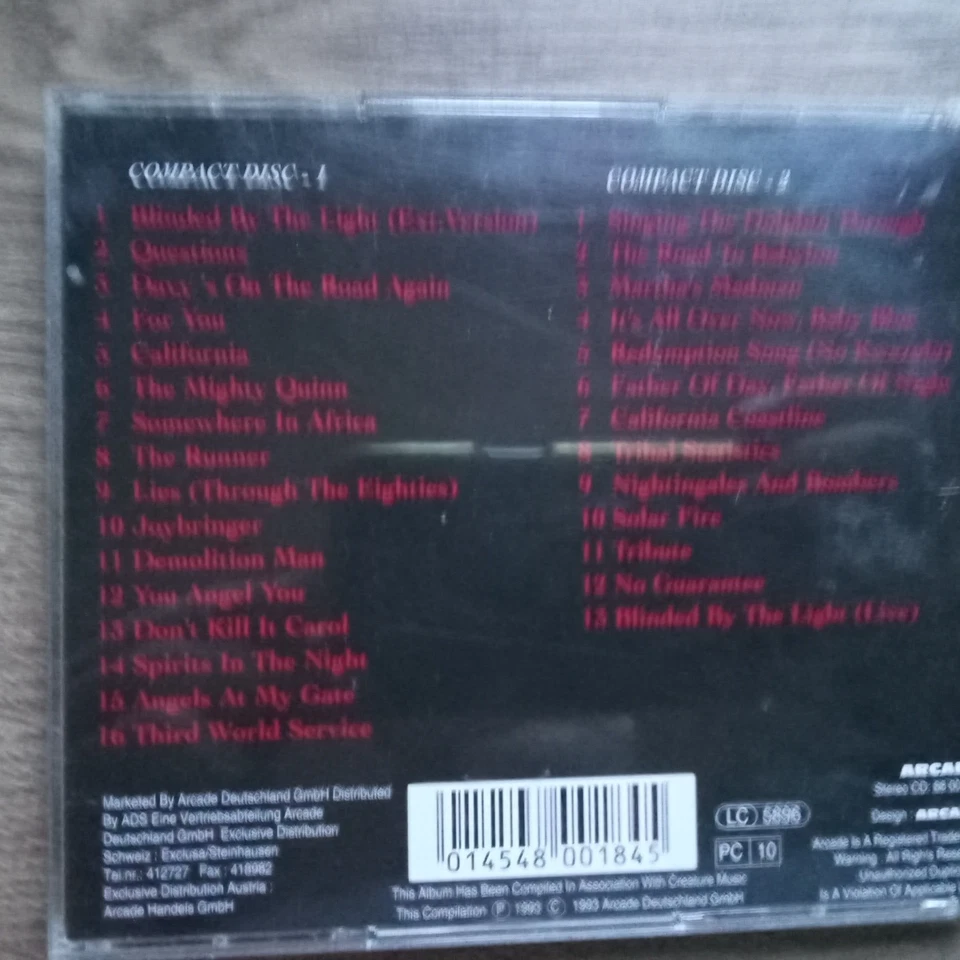 COMPACT DISC : 1
1 Blinded By The Light (Ext.Version)
2 Questions
3 Davy 's On The Road Again
4 For You
5 California
6 The Mighty Quinn
7 Somewhere In Africa
8 The Runner
9 Lies (Through The Eighties)
10 Joybringer
11 Demolition Man
12 You Angel You
13 Don't Kill It Carol
14 Spirits In The Night
15 Angels At My Gate
16 Third World Service
COMPACT DISC : 2
1 Singing The Dolphin Through
2 The Road To Babylon
3 Martha's Madman
4 It's All Over Now, Baby Blue
5 Redemption Song (No Kwazulu)
6 Father Of Day, Father Of Night
7 California Coastline
8 Tribal Statistics
9 Nightingales And Bombers
10 Solar Fire
11 Tribute
12 No Guarantee
13 Blinded By The Light (Live)
Marketed By Arcade Deutschland GmbH Distributed
By ADS Eine Vertriebsabteilung Arcade
Deutschland GmbH Exclusive Distribution
Schweiz : Exclusa/Steinhausen
Tel.nr.: 412727 Fax : 418982
Exclusive Distribution Austria :
Arcade Handels GmbH
014548 001845
This Album Has Been Compiled In Association With Creature Music
This Compilation Ⓟ 1993 Ⓒ 1993 Arcade Deutschland GmbH
LC 5896
PC 10
ARCA
Stereo CD: 88 00
Design : ARCA
Arcade Is A Registered Trade
Warning All Rights Rese
Unauthorized Du
Is A Violation Of Applicable